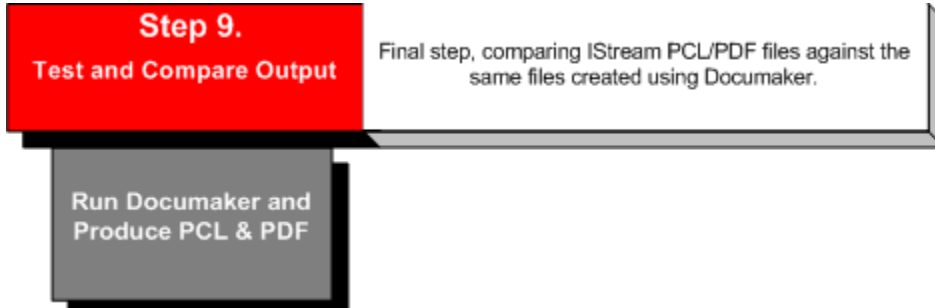 Step 9.
Test and Compare Output
Final step, comparing IStream PCL/PDF files against the
same files created using Documaker.
Run Documaker and
Produce PCL & PDF